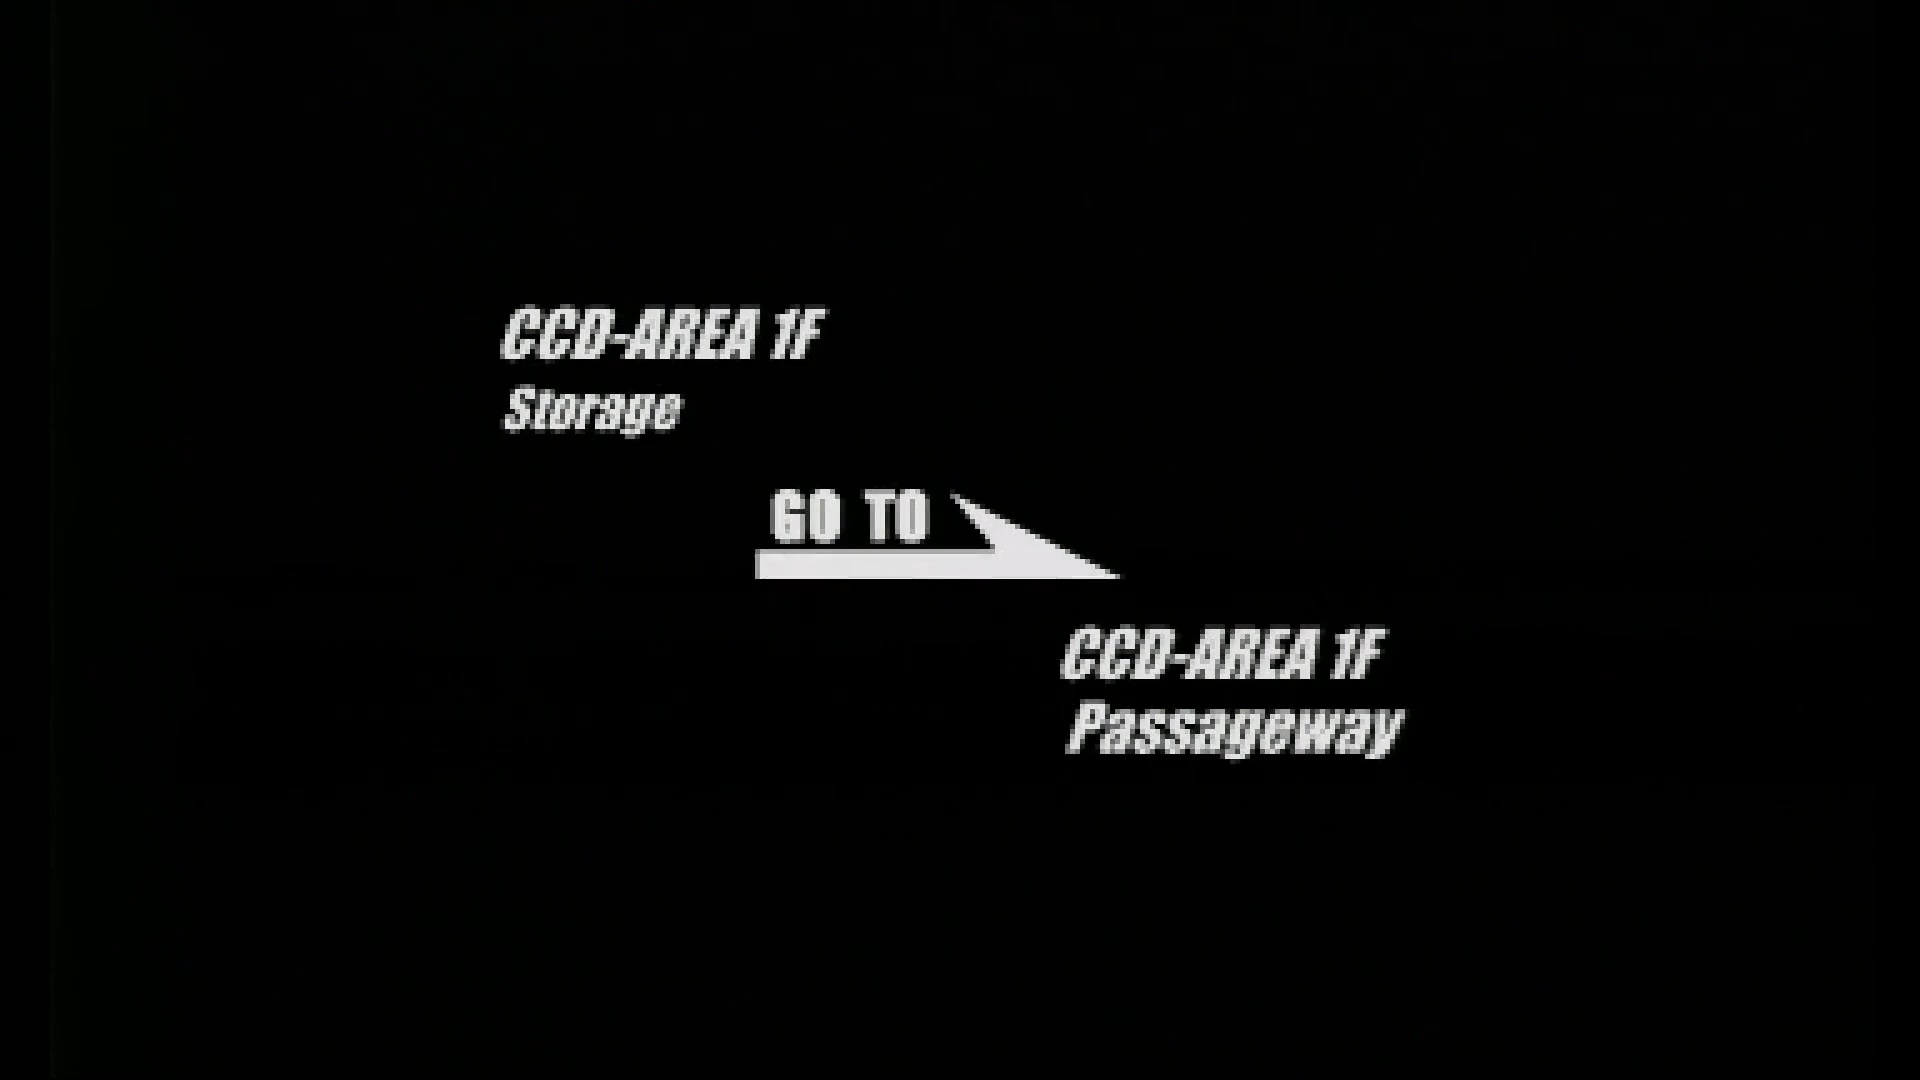 CCD-AREA 1F
Storage
GO TO
CCD-AREA 1F
Passageway